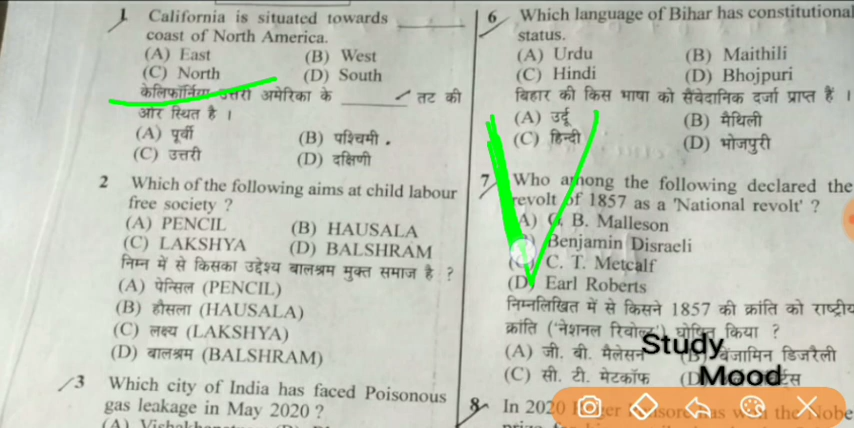 1 California is situated towards ______
coast of North America.
(A) East (B) West
(C) North (D) South
केलिफॉर्निया उत्तरी अमेरिका के ______ तट की
ओर स्थित है ।
(A) पूर्वी (B) पश्चिमी .
(C) उत्तरी (D) दक्षिणी
2 Which of the following aims at child labour
free society ?
(A) PENCIL (B) HAUSALA
(C) LAKSHYA (D) BALSHRAM
निम्न में से किसका उद्देश्य बालश्रम मुक्त समाज है ?
(A) पेन्सिल (PENCIL)
(B) हौसला (HAUSALA)
(C) लक्ष्य (LAKSHYA)
(D) बालश्रम (BALSHRAM)
3 Which city of India has faced Poisonous
gas leakage in May 2020 ?
6 Which language of Bihar has constitutional
status.
(A) Urdu (B) Maithili
(C) Hindi (D) Bhojpuri
बिहार की किस भाषा को सैवेदानिक दर्जा प्राप्त हैं ।
(A) उर्दू (B) मैथिली
(C) हिन्दी (D) भोजपुरी
7 Who among the following declared the
revolt of 1857 as a 'National revolt' ?
(A) G. B. Malleson
Benjamin Disraeli
(C) C. T. Metcalf
(D) Earl Roberts
निम्नलिखित में से किसने 1857 की क्रांति को राष्ट्रीय
क्रांति ('नेशनल रिवोल्ट') घोषित किया ?
(A) जी. बी. मैलेसन (B) बेंजामिन डिजरैली
(C) सी. टी. मेटकॉफ
Study
Mood
8 In 2020 was the Nobe